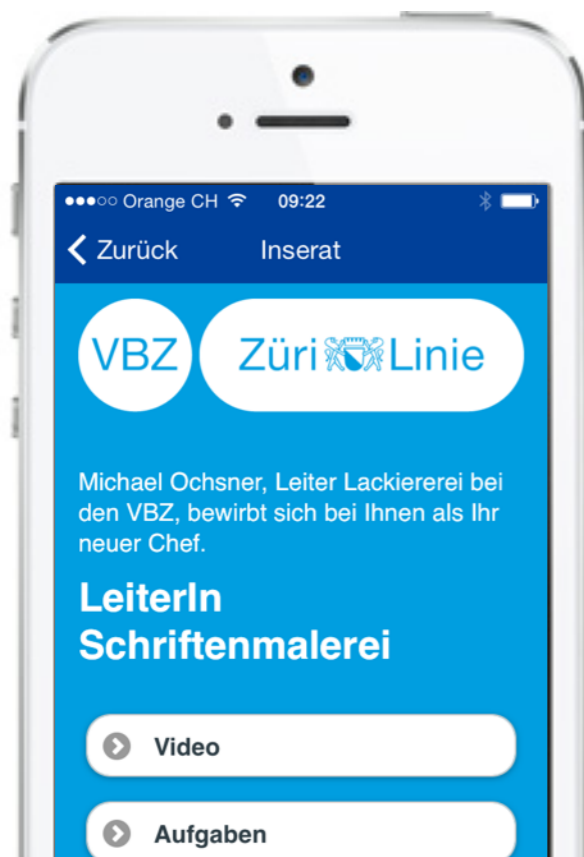 Orange CH 09:22
Zurück Inserat
VBZ Züri Linie
Michael Ochsner, Leiter Lackiererei bei
den VBZ, bewirbt sich bei Ihnen als Ihr
neuer Chef.
LeiterIn
Schriftenmalerei
Video
Aufgaben